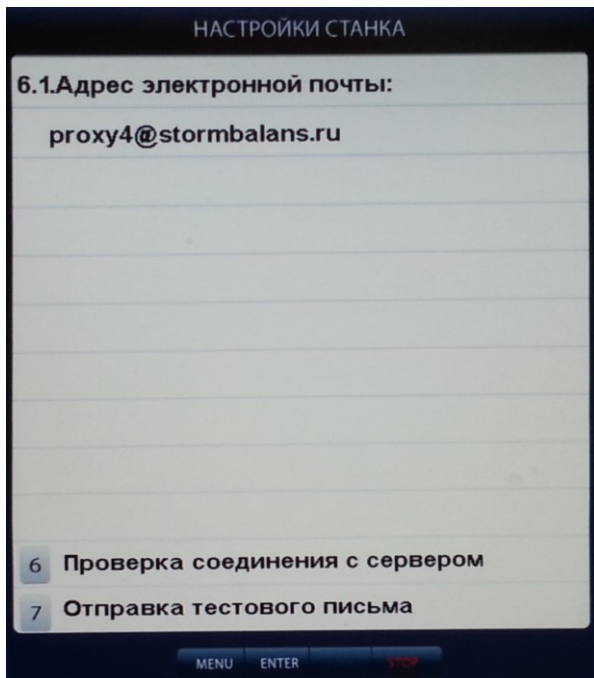 НАСТРОЙКИ СТАНКА
6.1.Адрес электронной почты:
proxy4@stormbalans.ru
6 Проверка соединения с сервером
7 Отправка тестового письма
MENU ENTER STOP